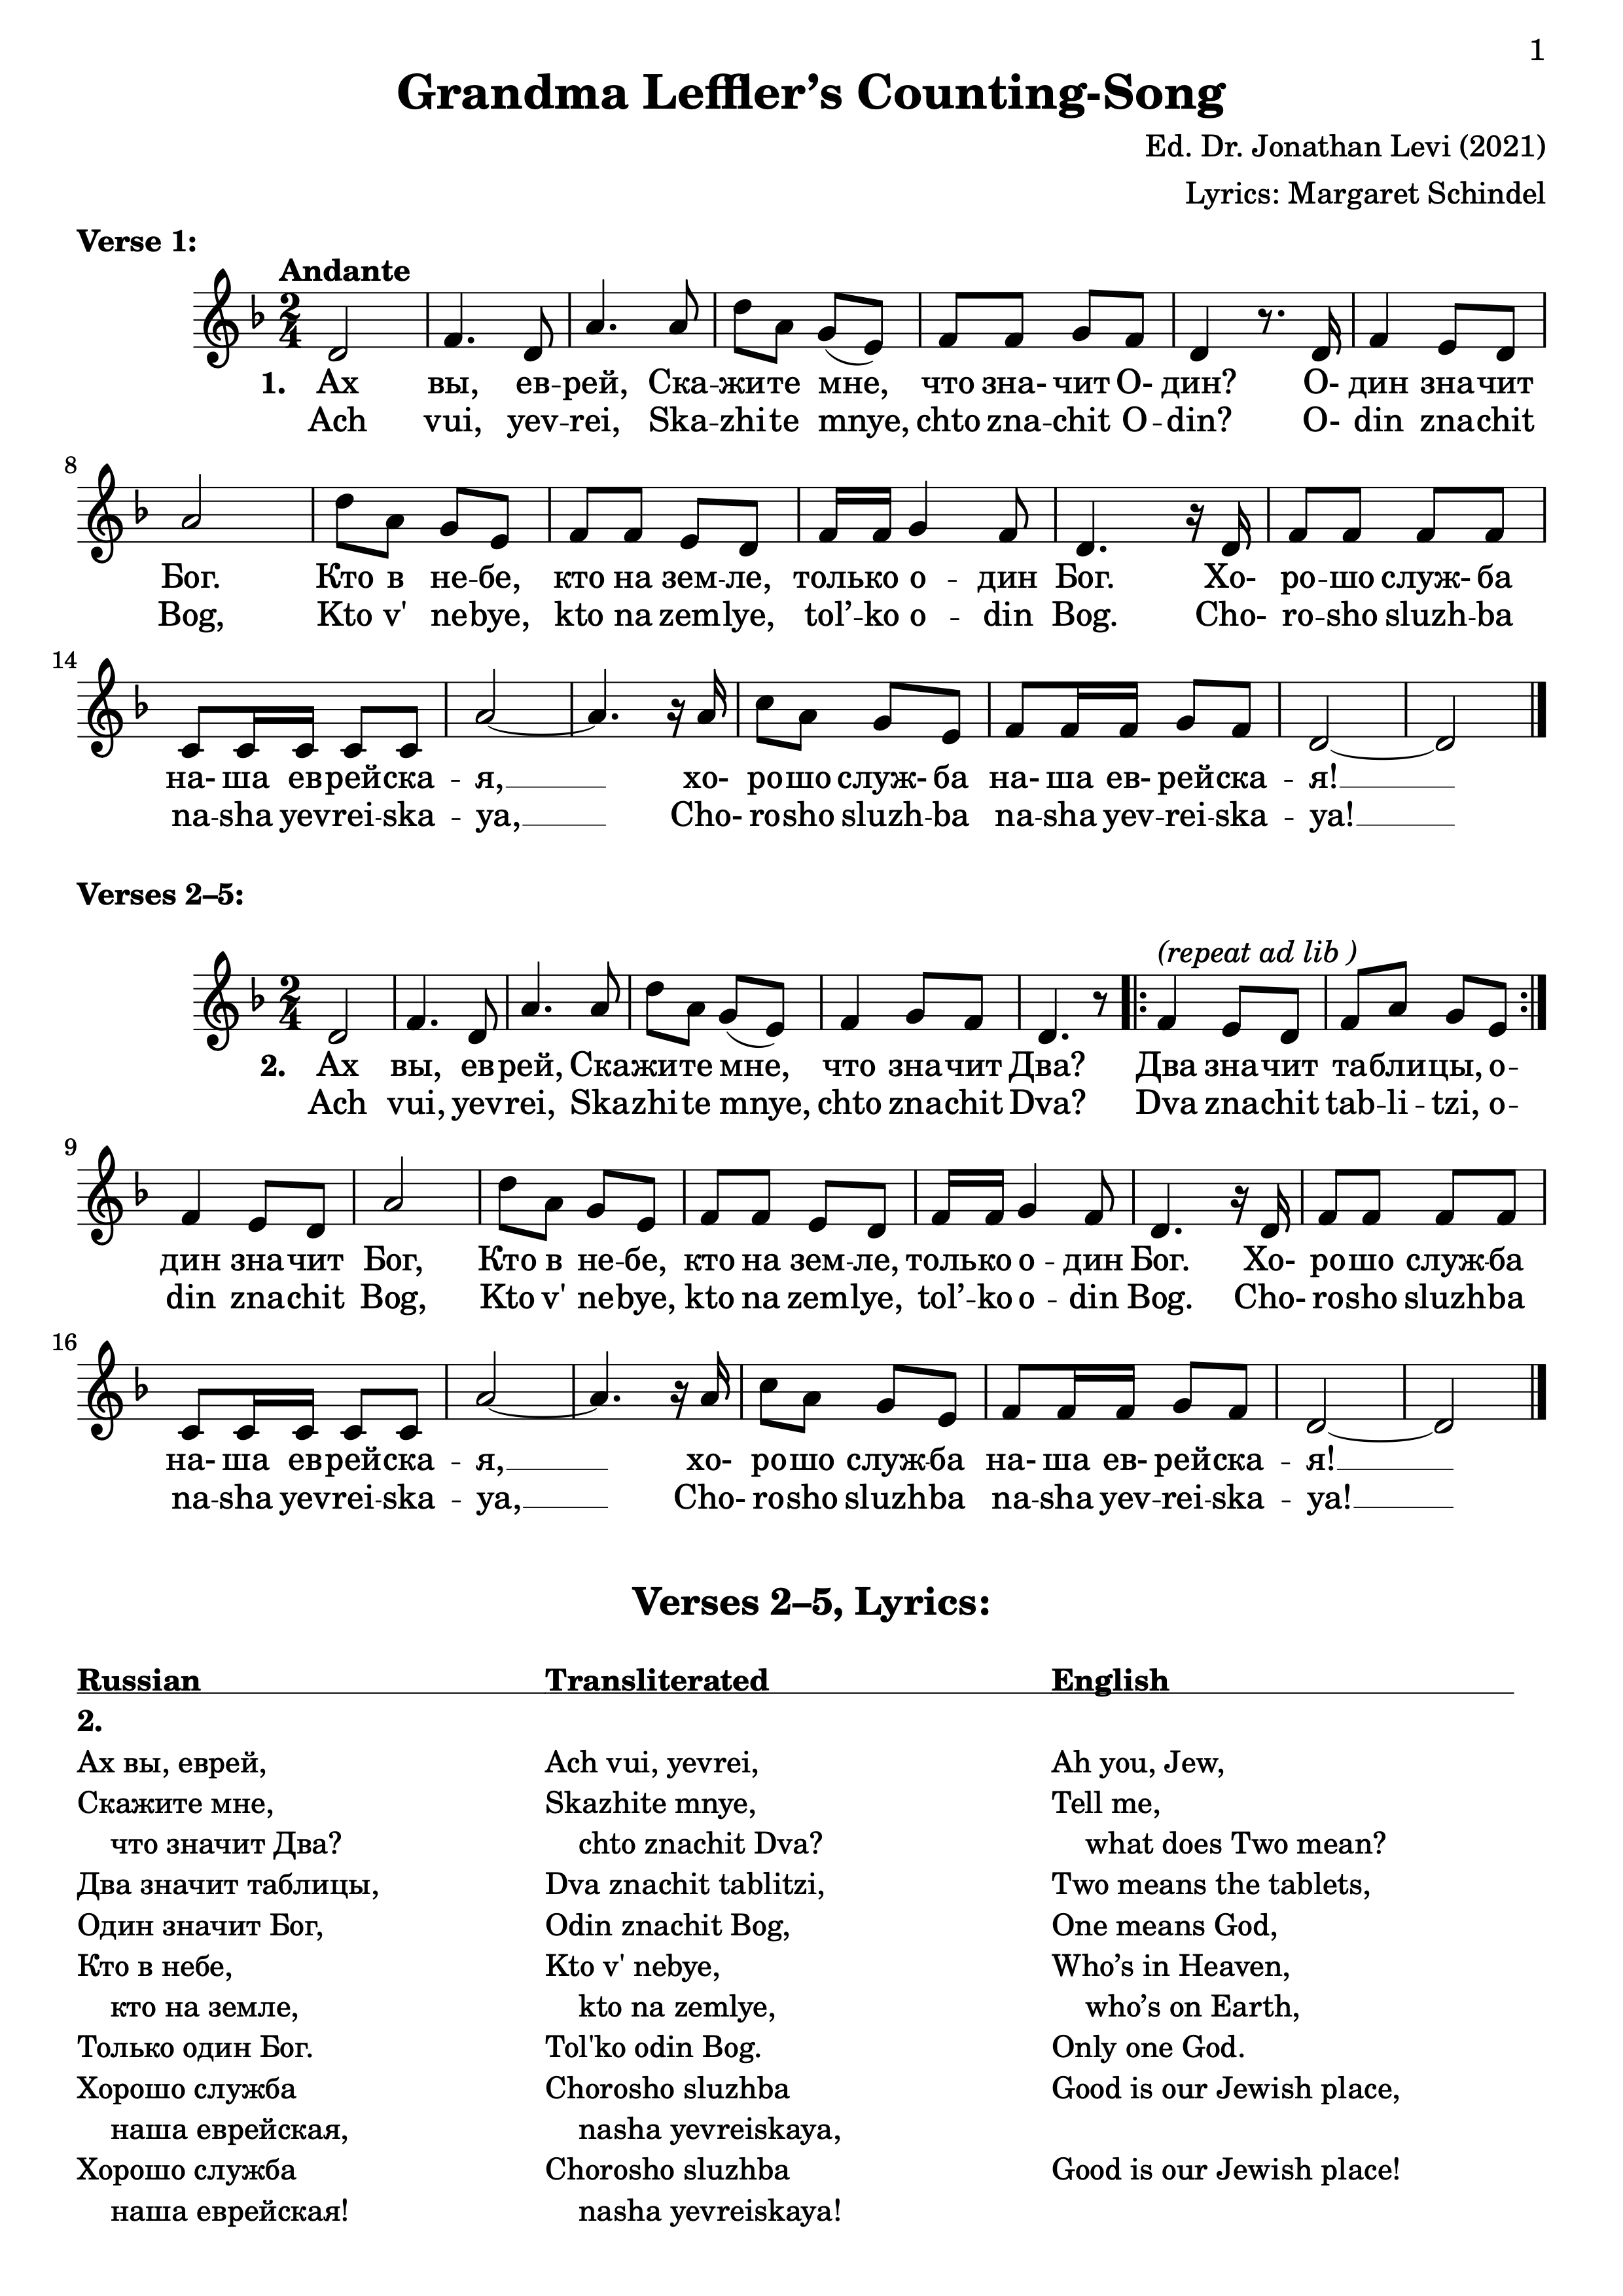 1
Grandma Leffler’s Counting-Song
Ed. Dr. Jonathan Levi (2021)
Lyrics: Margaret Schindel
Verse 1:
Andante
1. Ах вы, ев -- рей, Ска -- жите мне, что зна- чит О- дин? О- дин значит
Ach vui, yev -- rei, Ska -- zhite mnye, chto zna -- chit O -- din? O- din znachit
8
Бог. Кто в не -- бе, кто на зем -- ле, только о -- дин Бог. Хо- ро -- шо служ- ба
Bog, Kto v' nebye, kto na zemlye, tol’ -- ko o -- din Bog. Cho- ro -- sho sluzh -- ba
14
на- ша еврейска -- я, __ хо- рошо служ- ба на- ша ев- рейска -- я! __
na -- sha yevrei -- ska -- ya, __ Cho- rosho sluzh -- ba na -- sha yev -- rei -- ska -- ya! __
Verses 2–5:
(repeat ad lib )
2. Ах вы, еврей, Скажите мне, что значит Два? Два значит таблицы, о --
Ach vui, yevrei, Skazhite mnye, chto znachit Dva? Dva znachit tab -- li -- tzi, o --
9
дин значит Бог, Кто в не -- бе, кто на зем -- ле, только о -- дин Бог. Хо- рошо служ -- ба
din znachit Bog, Kto v' nebye, kto na zemlye, tol’ -- ko o -- din Bog. Cho- rosho sluzhba
16
на- ша еврейска -- я, __ хо- рошо служ -- ба на- ша ев- рейска -- я! __
na -- sha yevrei -- ska -- ya, __ Cho- rosho sluzhba na -- sha yev -- rei -- ska -- ya! __
Verses 2–5, Lyrics:
Russian Transliterated English
2.
Ах вы, еврей, Ach vui, yevrei, Ah you, Jew,
Скажите мне, Skazhite mnye, Tell me,
что значит Два? chto znachit Dva? what does Two mean?
Два значит таблицы, Dva znachit tablitzi, Two means the tablets,
Один значит Бог, Odin znachit Bog, One means God,
Кто в небе, Kto v' nebye, Who’s in Heaven,
кто на земле, kto na zemlye, who’s on Earth,
Только один Бог. Tol'ko odin Bog. Only one God.
Хорошо служба Chorosho sluzhba Good is our Jewish place,
наша еврейская, nasha yevreiskaya,
Хорошо служба Chorosho sluzhba Good is our Jewish place!
наша еврейская! nasha yevreiskaya!